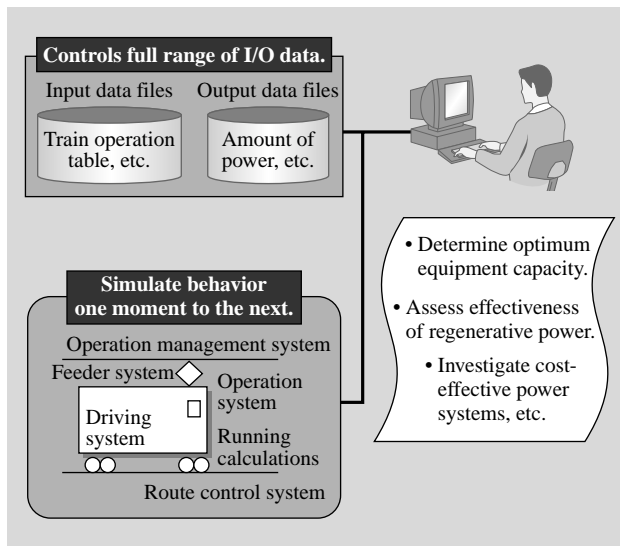 Controls full range of I/O data.
Input data files
Output data files
Train operation
table, etc.
Amount of
power, etc.
• Determine optimum
equipment capacity.
• Assess effectiveness
of regenerative power.
• Investigate cost-
effective power
systems, etc.
Simulate behavior
one moment to the next.
Operation management system
Feeder system
Operation
system
Driving
system
Running
calculations
Route control system